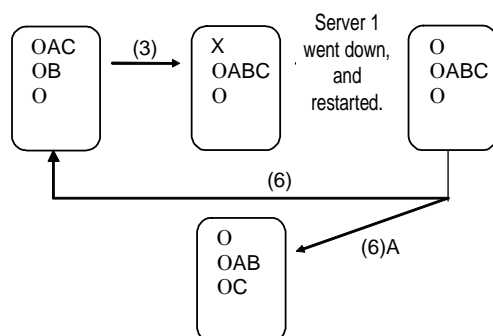 OAC
OB
O
(3)
X
OABC
O
Server 1
went down,
and
restarted.
O
OABC
O
(6)
(6)A
O
OAB
OC